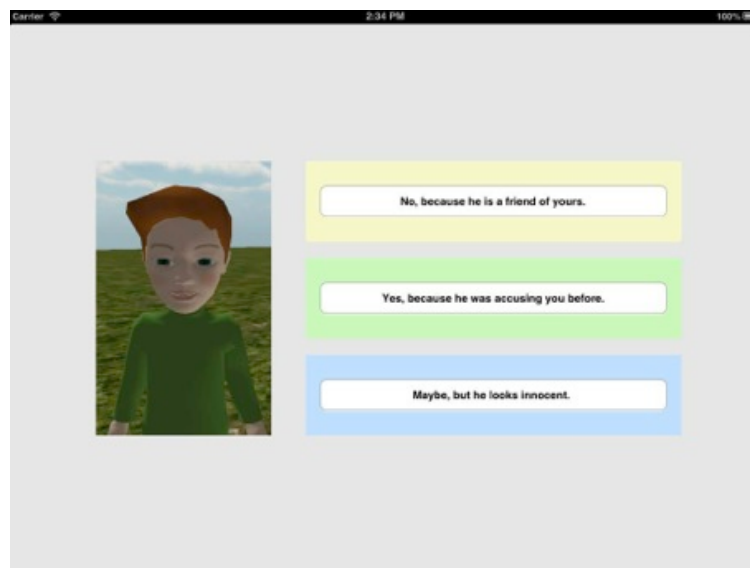 Carrier 2:34 PM 100%
No, because he is a friend of yours.
Yes, because he was accusing you before.
Maybe, but he looks innocent.